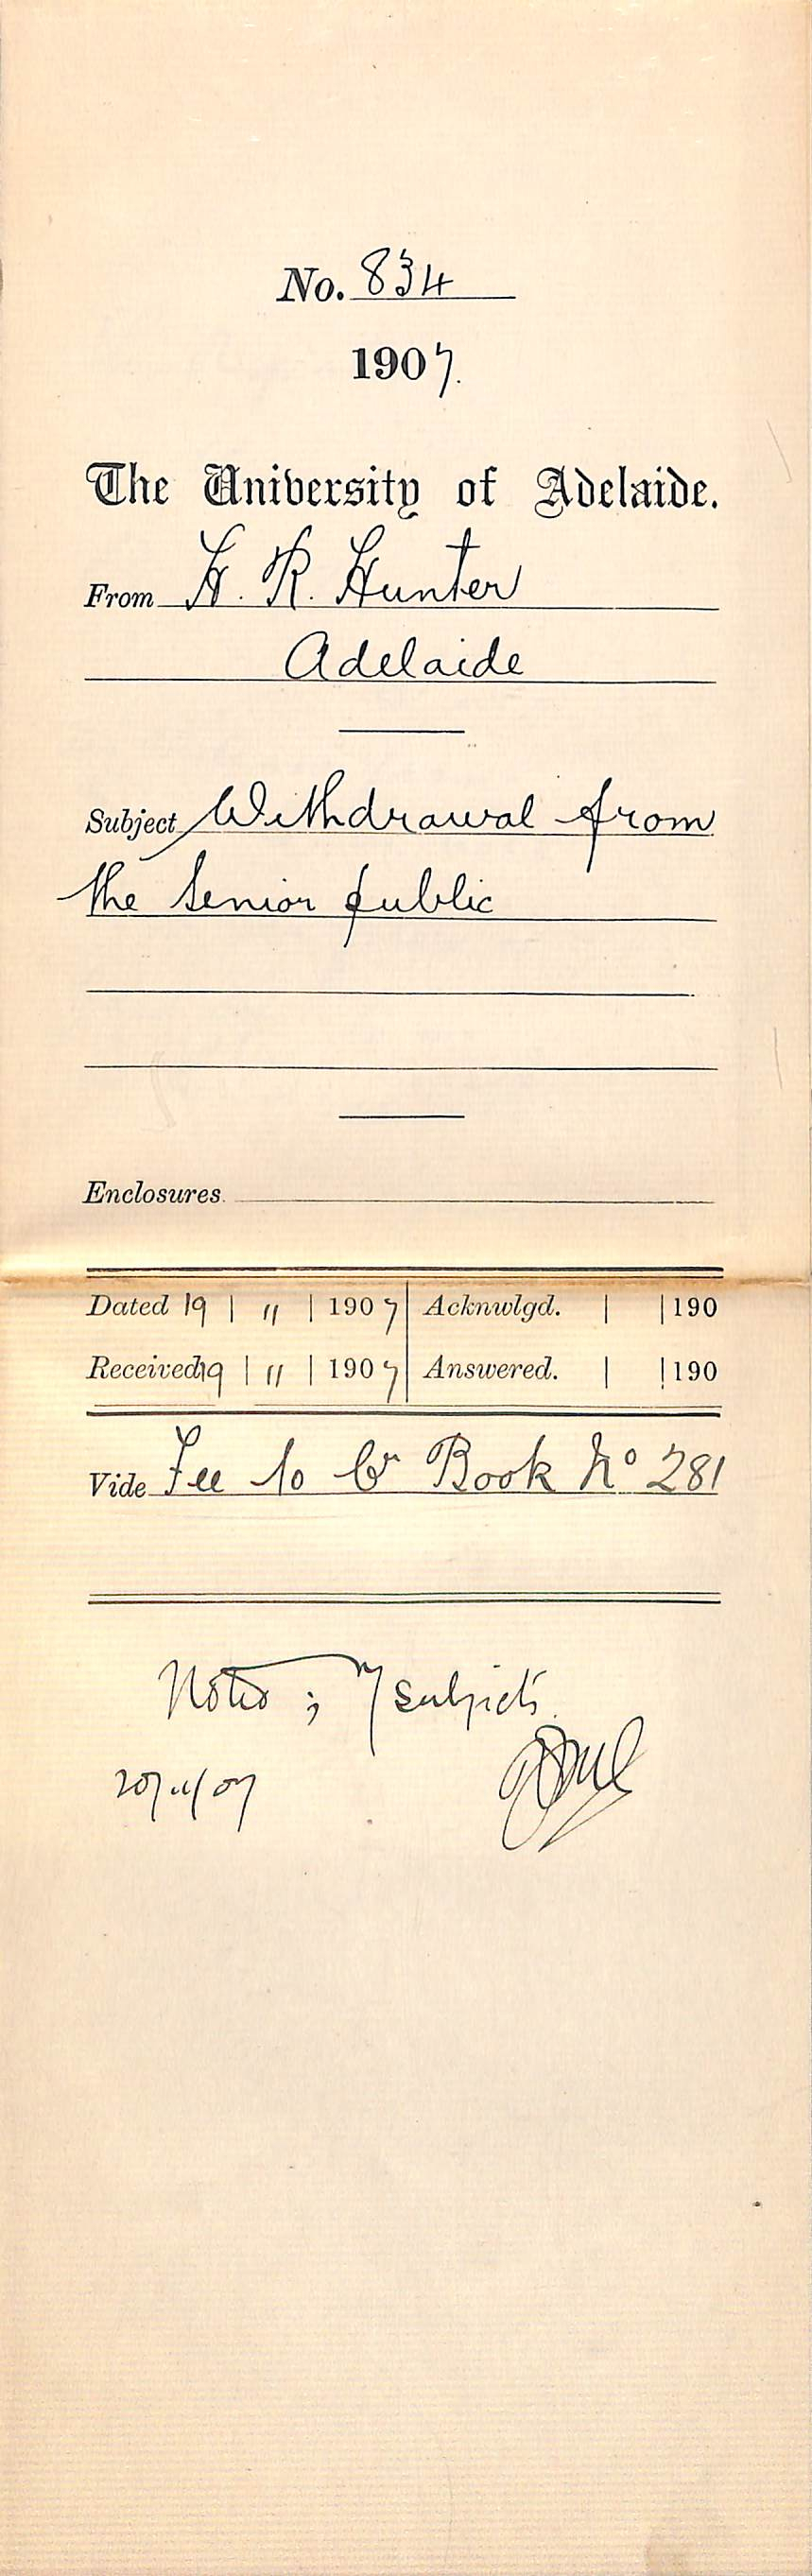 No. 834
1907.
The University of Adelaide.
From H. R. Hunter
Adelaide
Subject Withdrawal from
the Senior public
Enclosures
Dated 19 | 11 | 1907 Acknwlgd. | | 190
Received 19 | 11 | 1907 Answered. | | 190
Vide Fee to Cr Book No 281
Noted ; 7 subjects.
20/11/07